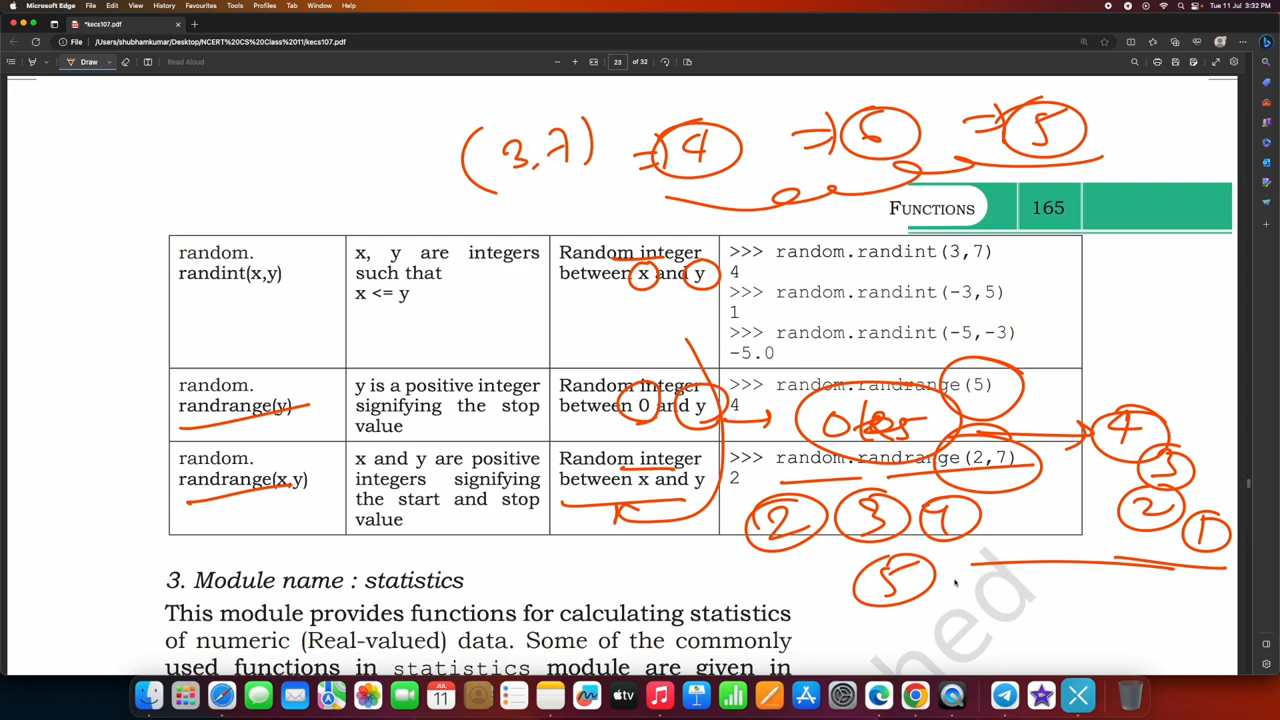 Microsoft Edge File Edit View History Favourites Tools Profiles Tab Window Help Tue 11 Jul 3:32 PM
*kecs107.pdf
File /Users/shubhamkumar/Desktop/NCERT%20CS%20Class%2011/kecs107.pdf
Draw Read Aloud 23 of 32
(3,7) => 4 => 6 => 5
FUNCTIONS 165
random.
randint(x,y)
x, y are integers
such that
x <= y
Random integer
between x and y
>>> random.randint(3,7)
4
>>> random.randint(-3,5)
1
>>> random.randint(-5,-3)
-5.0
random.
randrange(y)
y is a positive integer
signifying the stop
value
Random integer
between 0 and y
>>> random.randrange(5)
4
random.
randrange(x,y)
x and y are positive
integers signifying
the start and stop
value
Random integer
between x and y
>>> random.randrange(2,7)
2
4
3
2
1
2 3 4
5
3. Module name : statistics
This module provides functions for calculating statistics
of numeric (Real-valued) data. Some of the commonly
used functions in statistics module are given in
JUL
11